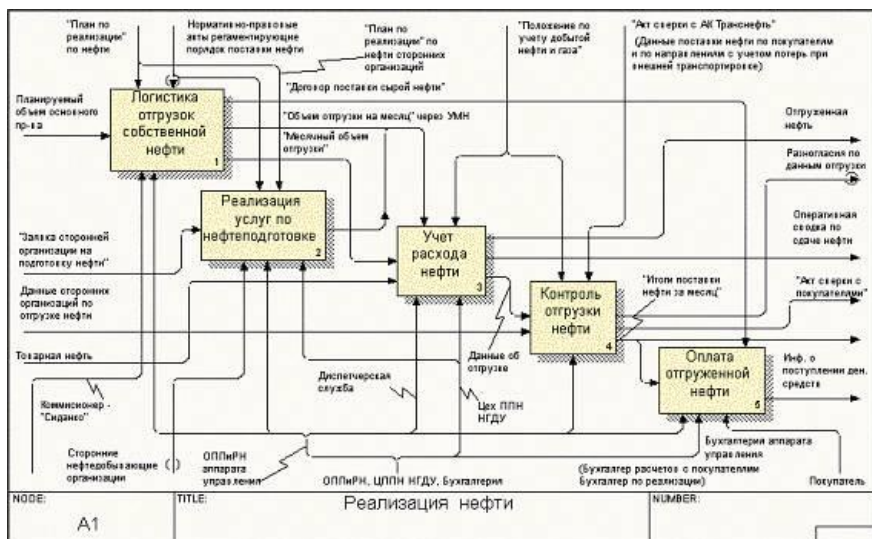 "План по
реализации" по
нефти
Нормативно-правовые
акты регаментирующие
порядок поставки нефти
"План по
реализации" по
нефти сторонних
организаций
"Положение по
учету добытой
нефти и газа"
"Акт сверки с АК Транснефть"
(Данные поставки нефти по покупателям
и по направлениям с учетом потерь при
внешней транспортировке)
"Договор поставки сырой нефти"
Планируемый
объем основного
пр-ва
Логистика
отгрузок
собственной
нефти
1
"Объем отгрузки на месяц" через УМН
"Месячный объем
отгрузки"
Отгруженная
нефть
Разногласия по
данным отгрузки
Реализация
услуг по
нефтеподготовке
2
Оперативная
сводка по
сдаче нефти
"Заявка сторонней
организации на
подготовку нефти"
Учет
расхода
нефти
3
Данные сторонних
организаций по
отгрузке нефти
Контроль
отгрузки
нефти
4
"Итоги поставки
нефти за месяц"
"Акт сверки с
покупателями"
Товарная нефть
Данные об
отгрузке
Оплата
отгруженной
нефти
5
Инф. о
поступлении ден.
средств
Диспетчерская
служба
Цех ППН
НГДУ
Коммисионер -
"Сиданко"
Сторонние
нефтедобывающие
организации
ОППиРН
аппарата
управления
ОППиРН, ЦППН НГДУ, Бухгалтерия
Бухгалтерии аппарата
управления
(Бухгалтер расчетов с покупателями
Бухгалтер по реализации)
Покупатель
NODE:
A1
TITLE:
Реализация нефти
NUMBER: